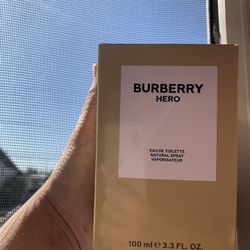 BURBERRY
HERO
EAU DE TOILETTE
NATURAL SPRAY
VAPORISATEUR
100 ml e 3.3 FL. OZ.